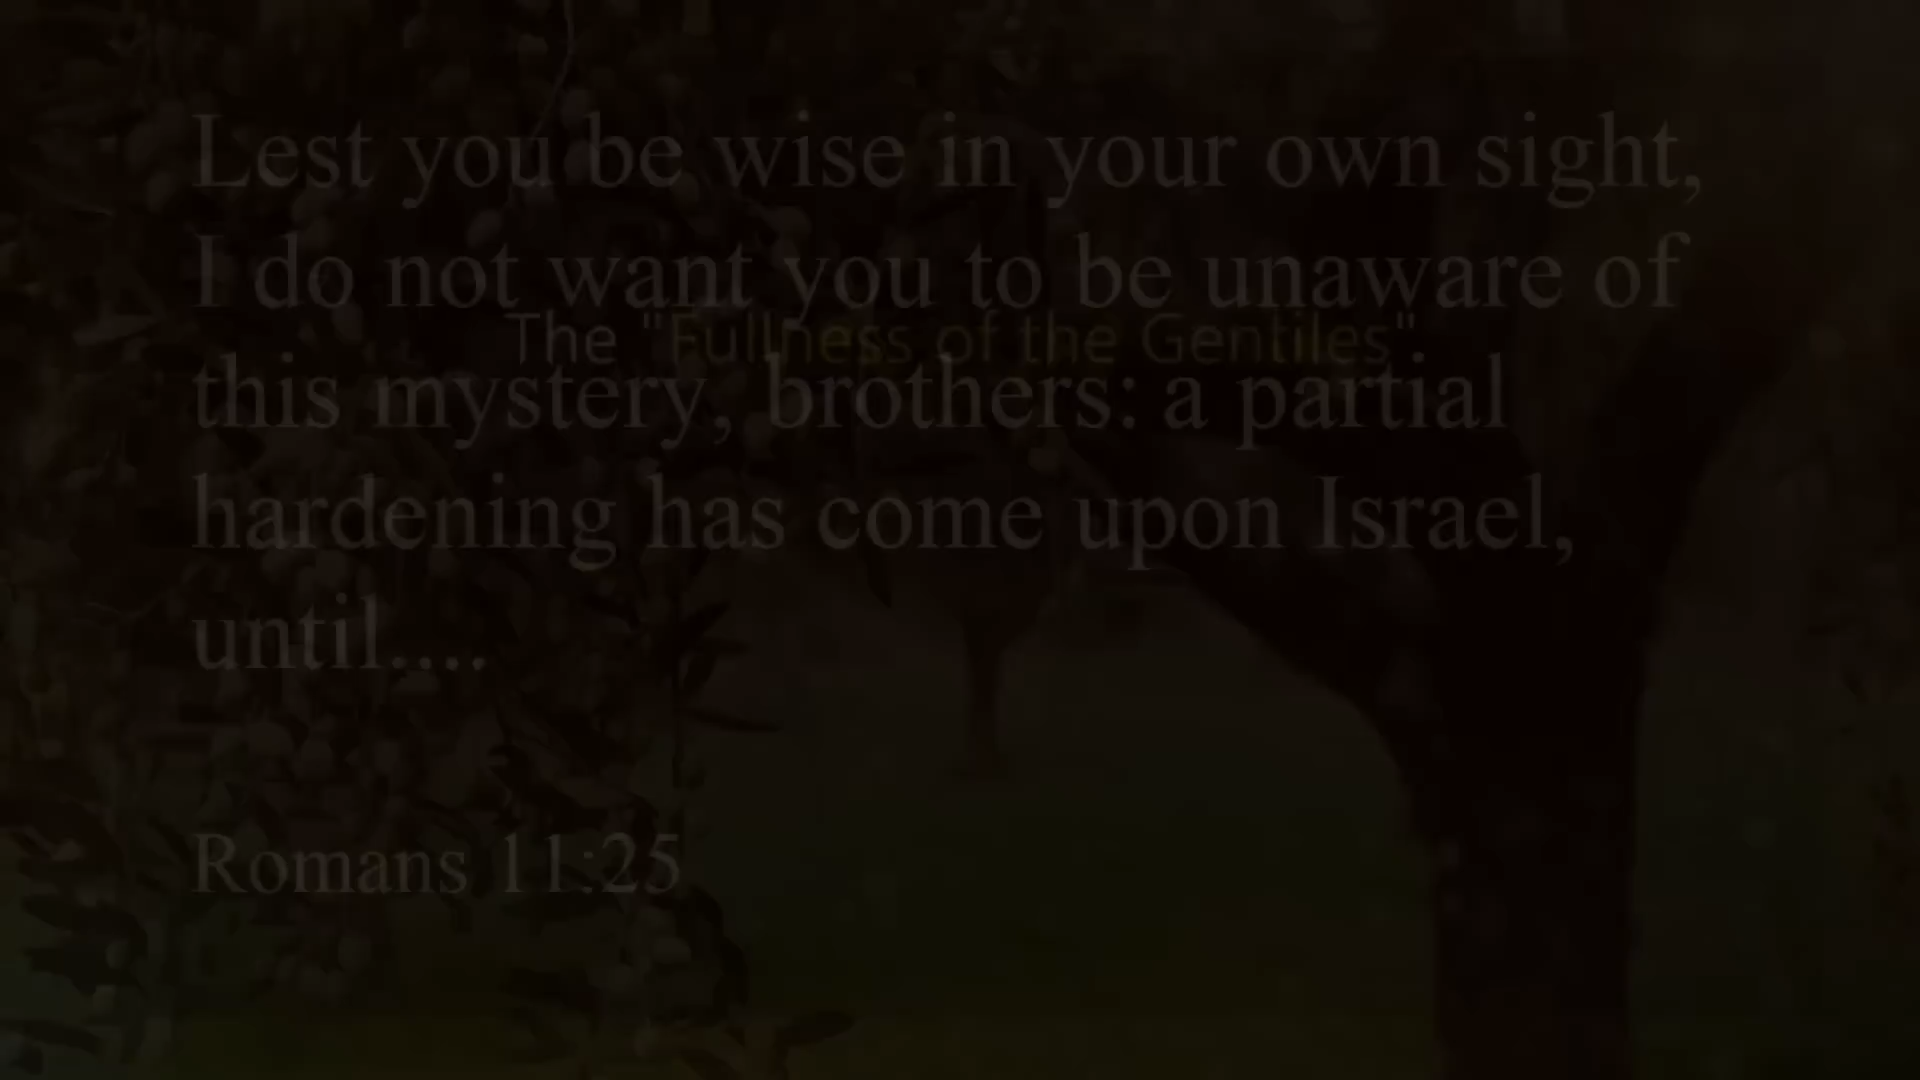 Lest you be wise in your own sight,
I do not want you to be unaware of
The "Fullness of the Gentiles"
this mystery, brothers: a partial
hardening has come upon Israel,
until....
Romans 11:25